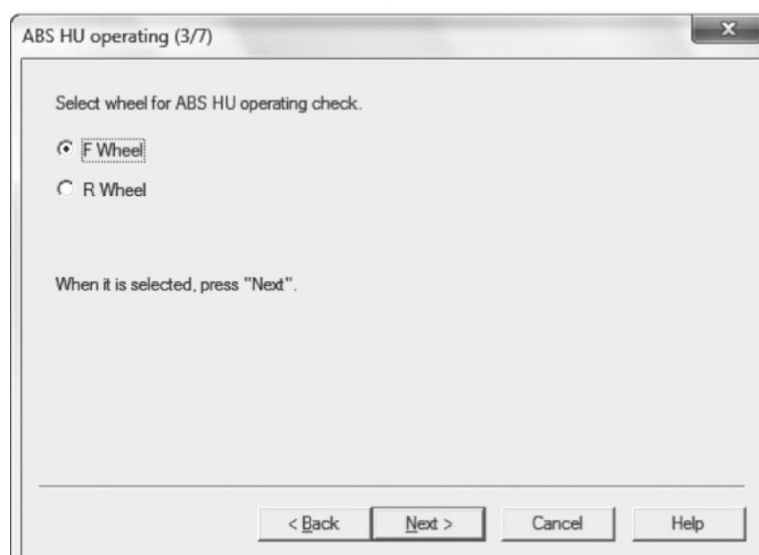 ABS HU operating (3/7)
Select wheel for ABS HU operating check.
F Wheel
R Wheel
When it is selected, press "Next".
< Back Next > Cancel Help